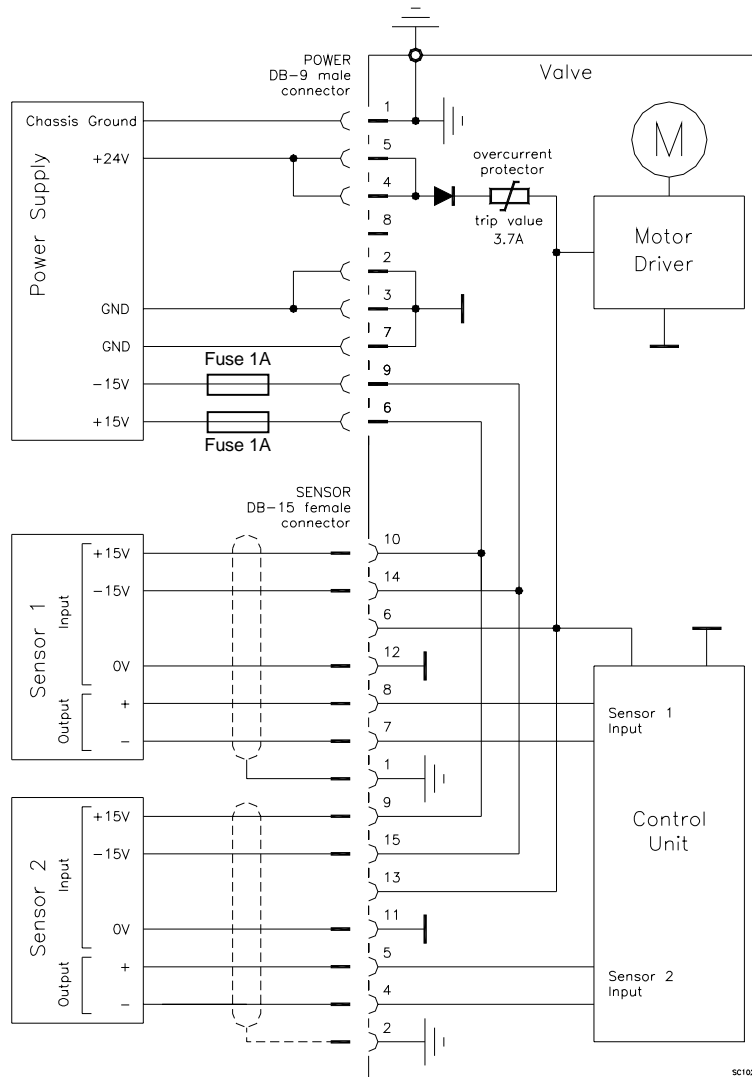 POWER
DB-9 male
connector
Valve
Power Supply
Chassis Ground
+24V
GND
GND
-15V
+15V
Fuse 1A
Fuse 1A
1
5
4
8
2
3
7
9
6
overcurrent
protector
trip value
3.7A
M
Motor
Driver
SENSOR
DB-15 female
connector
Sensor 1
Input
+15V
-15V
0V
Output
+
-
10
14
6
12
8
7
1
Sensor 2
Input
+15V
-15V
0V
Output
+
-
9
15
13
11
5
4
2
Sensor 1
Input
Control
Unit
Sensor 2
Input